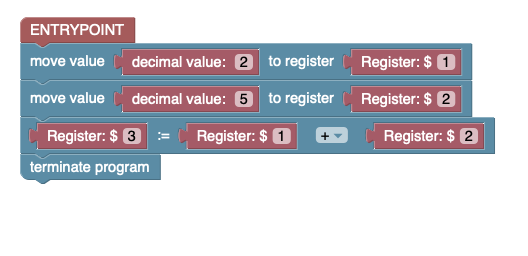 ENTRYPOINT
move value decimal value: 2 to register Register: $ 1
move value decimal value: 5 to register Register: $ 2
Register: $ 3 := Register: $ 1 + Register: $ 2
terminate program